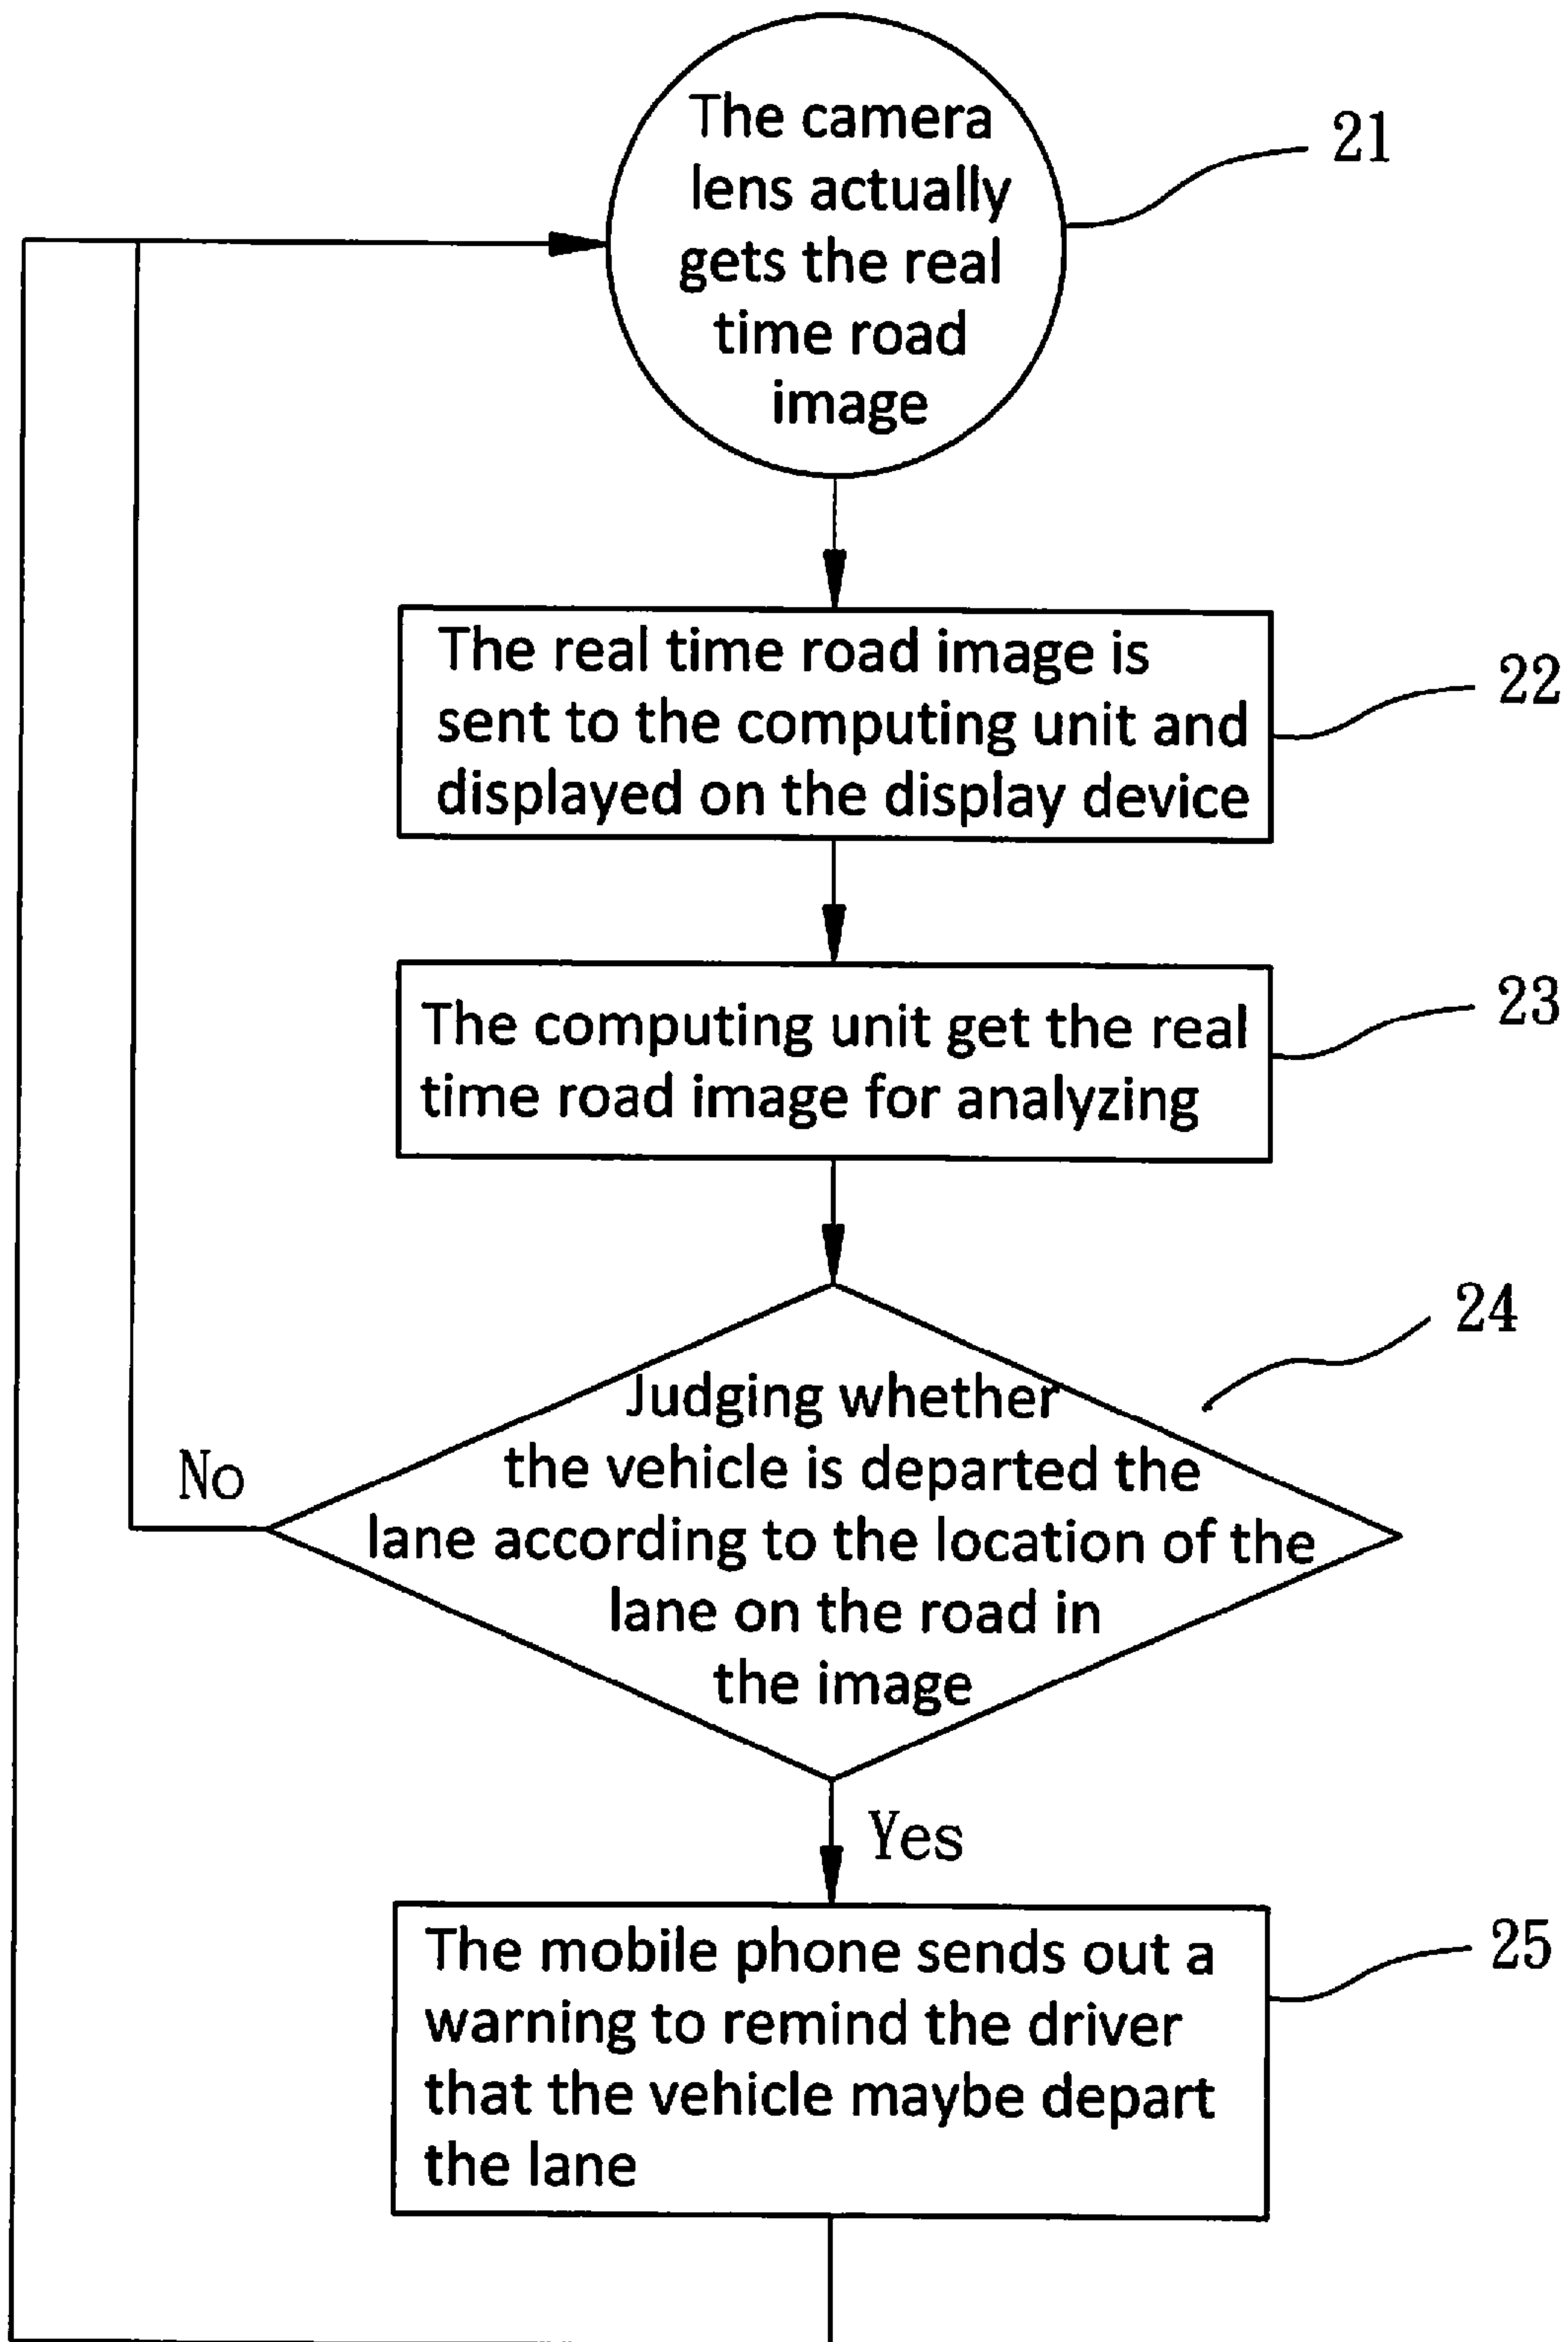 The camera
lens actually
gets the real
time road
image
21
The real time road image is
sent to the computing unit and
displayed on the display device
22
The computing unit get the real
time road image for analyzing
23
24
Judging whether
the vehicle is departed the
lane according to the location of the
lane on the road in
the image
No
Yes
The mobile phone sends out a
warning to remind the driver
that the vehicle maybe depart
the lane
25